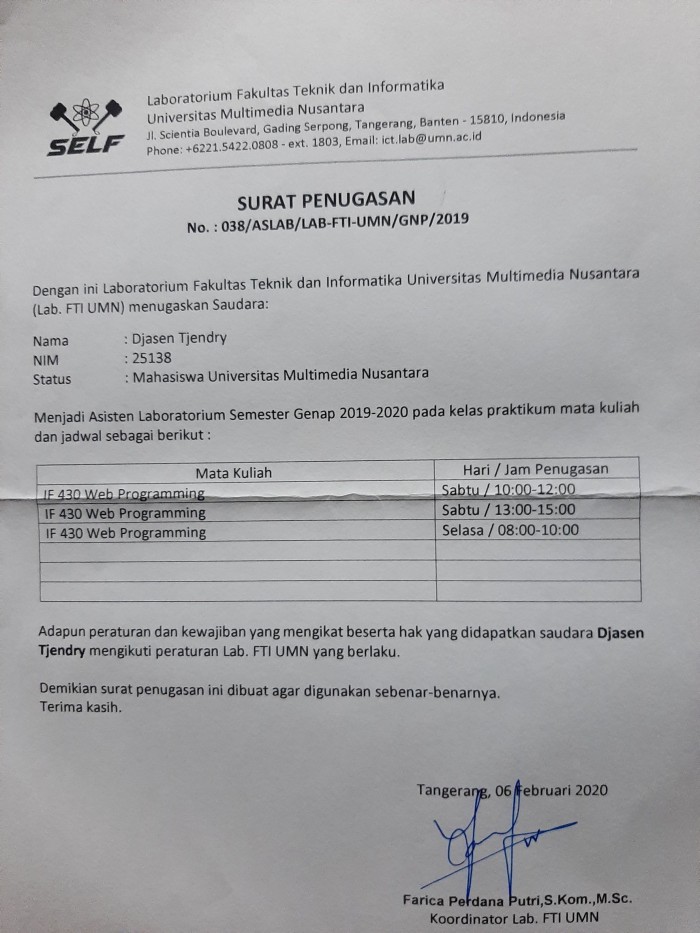 SELF
Laboratorium Fakultas Teknik dan Informatika
Universitas Multimedia Nusantara
Jl. Scientia Boulevard, Gading Serpong, Tangerang, Banten - 15810, Indonesia
Phone: +6221.5422.0808 - ext. 1803, Email: ict.lab@umn.ac.id
SURAT PENUGASAN
No. : 038/ASLAB/LAB-FTI-UMN/GNP/2019
Dengan ini Laboratorium Fakultas Teknik dan Informatika Universitas Multimedia Nusantara
(Lab. FTI UMN) menugaskan Saudara:
Nama : Djasen Tjendry
NIM : 25138
Status : Mahasiswa Universitas Multimedia Nusantara
Menjadi Asisten Laboratorium Semester Genap 2019-2020 pada kelas praktikum mata kuliah
dan jadwal sebagai berikut :
Mata Kuliah Hari / Jam Penugasan
IF 430 Web Programming Sabtu / 10:00-12:00
IF 430 Web Programming Sabtu / 13:00-15:00
IF 430 Web Programming Selasa / 08:00-10:00
Adapun peraturan dan kewajiban yang mengikat beserta hak yang didapatkan saudara Djasen
Tjendry mengikuti peraturan Lab. FTI UMN yang berlaku.
Demikian surat penugasan ini dibuat agar digunakan sebenar-benarnya.
Terima kasih.
Tangerang, 06 Februari 2020
Farica Perdana Putri,S.Kom.,M.Sc.
Koordinator Lab. FTI UMN